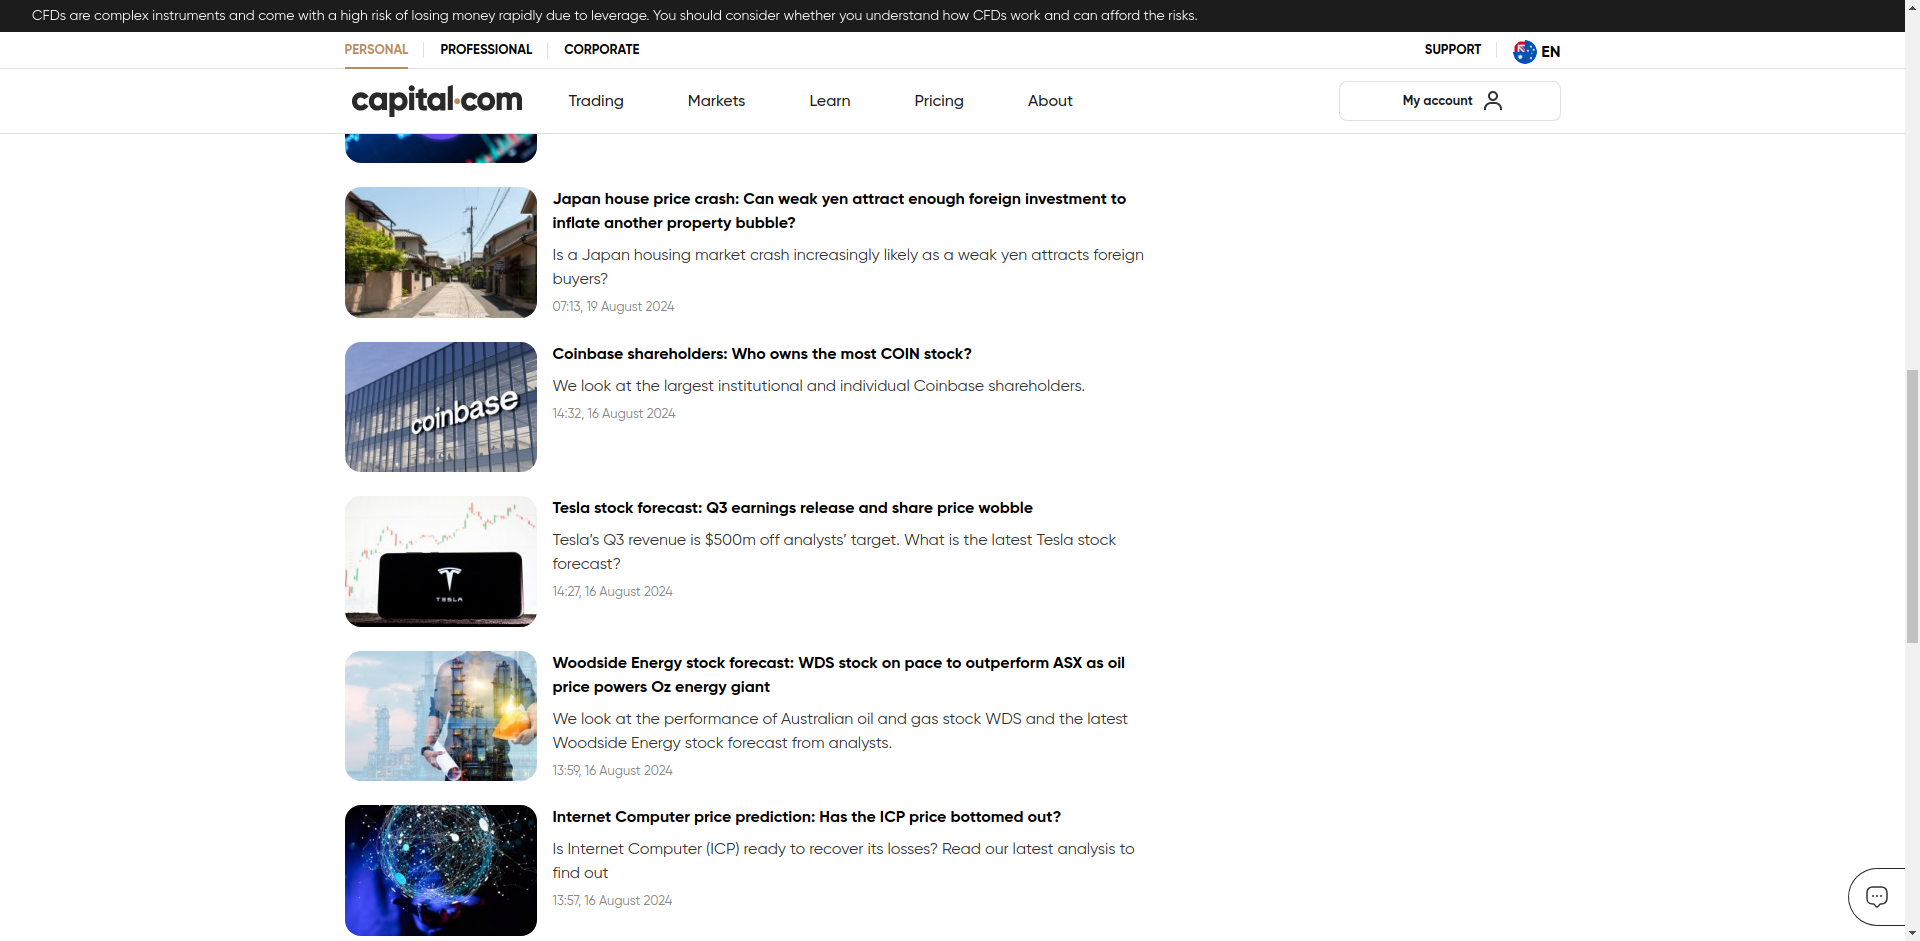 CFDs are complex instruments and come with a high risk of losing money rapidly due to leverage. You should consider whether you understand how CFDs work and can afford the risks.
PERSONAL
PROFESSIONAL
CORPORATE
SUPPORT
EN
capital.com
Trading
Markets
Learn
Pricing
About
My account
Japan house price crash: Can weak yen attract enough foreign investment to
inflate another property bubble?
Is a Japan housing market crash increasingly likely as a weak yen attracts foreign
buyers?
07:13, 19 August 2024
coinbase
Coinbase shareholders: Who owns the most COIN stock?
We look at the largest institutional and individual Coinbase shareholders.
14:32, 16 August 2024
TESLA
Tesla stock forecast: Q3 earnings release and share price wobble
Tesla’s Q3 revenue is $500m off analysts’ target. What is the latest Tesla stock
forecast?
14:27, 16 August 2024
Woodside Energy stock forecast: WDS stock on pace to outperform ASX as oil
price powers Oz energy giant
We look at the performance of Australian oil and gas stock WDS and the latest
Woodside Energy stock forecast from analysts.
13:59, 16 August 2024
Internet Computer price prediction: Has the ICP price bottomed out?
Is Internet Computer (ICP) ready to recover its losses? Read our latest analysis to
find out
13:57, 16 August 2024